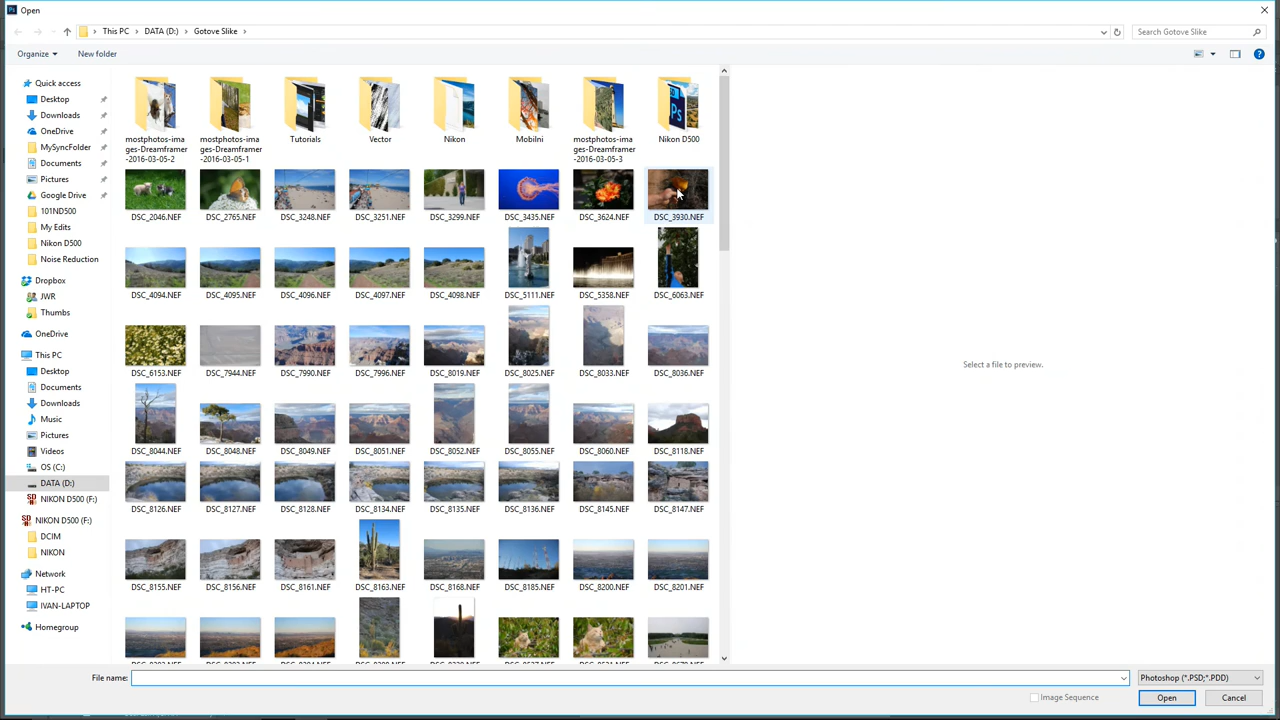 Open
This PC > DATA (D:) > Gotove Slike >
Search Gotove Slike
Organize
New folder
Quick access
Desktop
Downloads
OneDrive
MySyncFolder
Documents
Pictures
Google Drive
101ND500
My Edits
Nikon D500
Noise Reduction
Dropbox
JWR
Thumbs
OneDrive
This PC
Desktop
Documents
Downloads
Music
Pictures
Videos
OS (C:)
DATA (D:)
NIKON D500 (F:)
NIKON D500 (F:)
DCIM
NIKON
Network
HT-PC
IVAN-LAPTOP
Homegroup
mostphotos-ima
ges-Dreamframer
-2016-03-05-2
mostphotos-ima
ges-Dreamframer
-2016-03-05-1
Tutorials
Vector
Nikon
Mobilni
mostphotos-ima
ges-Dreamframer
-2016-03-05-3
Ps
Nikon D500
DSC_2046.NEF DSC_2765.NEF DSC_3248.NEF DSC_3251.NEF DSC_3299.NEF DSC_3435.NEF DSC_3624.NEF DSC_3930.NEF
DSC_4094.NEF DSC_4095.NEF DSC_4096.NEF DSC_4097.NEF DSC_4098.NEF DSC_5111.NEF DSC_5358.NEF DSC_6063.NEF
DSC_6153.NEF DSC_7944.NEF DSC_7990.NEF DSC_7996.NEF DSC_8019.NEF DSC_8025.NEF DSC_8033.NEF DSC_8036.NEF
DSC_8044.NEF DSC_8048.NEF DSC_8049.NEF DSC_8051.NEF DSC_8052.NEF DSC_8055.NEF DSC_8060.NEF DSC_8118.NEF
DSC_8126.NEF DSC_8127.NEF DSC_8128.NEF DSC_8134.NEF DSC_8135.NEF DSC_8136.NEF DSC_8145.NEF DSC_8147.NEF
DSC_8155.NEF DSC_8156.NEF DSC_8161.NEF DSC_8163.NEF DSC_8168.NEF DSC_8185.NEF DSC_8200.NEF DSC_8201.NEF
Select a file to preview.
File name:
Photoshop (*.PSD;*.PDD)
Image Sequence
Open
Cancel